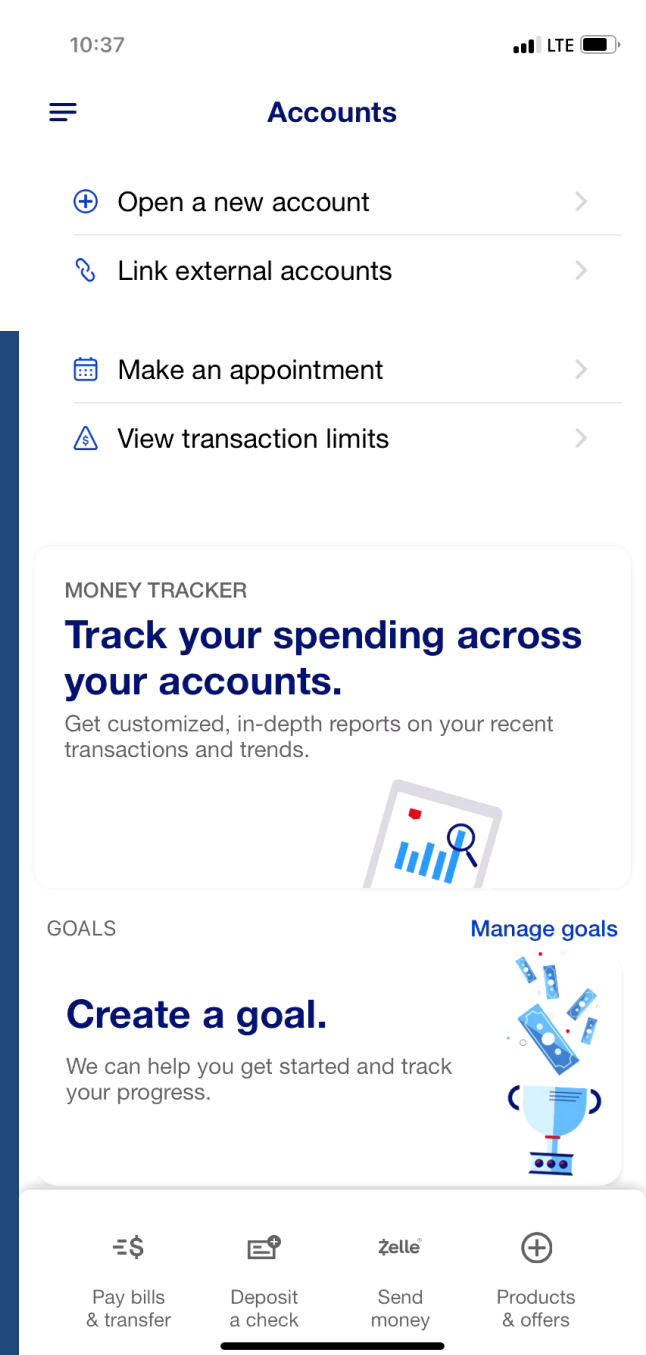 10:37
LTE
Accounts
Open a new account
Link external accounts
Make an appointment
View transaction limits
MONEY TRACKER
Track your spending across
your accounts.
Get customized, in-depth reports on your recent
transactions and trends.
GOALS
Manage goals
Create a goal.
We can help you get started and track
your progress.
Zelle®
Pay bills
& transfer
Deposit
a check
Send
money
Products
& offers